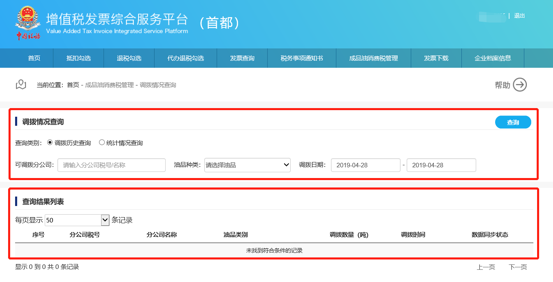 增值税发票综合服务平台 （首都）
Value Added Tax Invoice Integrated Service Platform
| 退出
首页 抵扣勾选 退税勾选 代办退税勾选 发票查询 税务事项通知书 成品油消费税管理 发票下载 企业档案信息
当前位置：首页 - 成品油消费税管理 - 调拨情况查询 帮助
调拨情况查询 查询
查询类别： 调拨历史查询 统计情况查询
可调拨分公司： 请输入分公司税号/名称 油品种类： 请选择油品 调拨日期： 2019-04-28 - 2019-04-28
查询结果列表
每页显示 50 条记录
序号 分公司税号 分公司名称 油品类别 调拨数量（吨） 调拨时间 数据同步状态
未找到符合条件的记录
显示 0 到 0 共 0 条记录 上一页 下一页